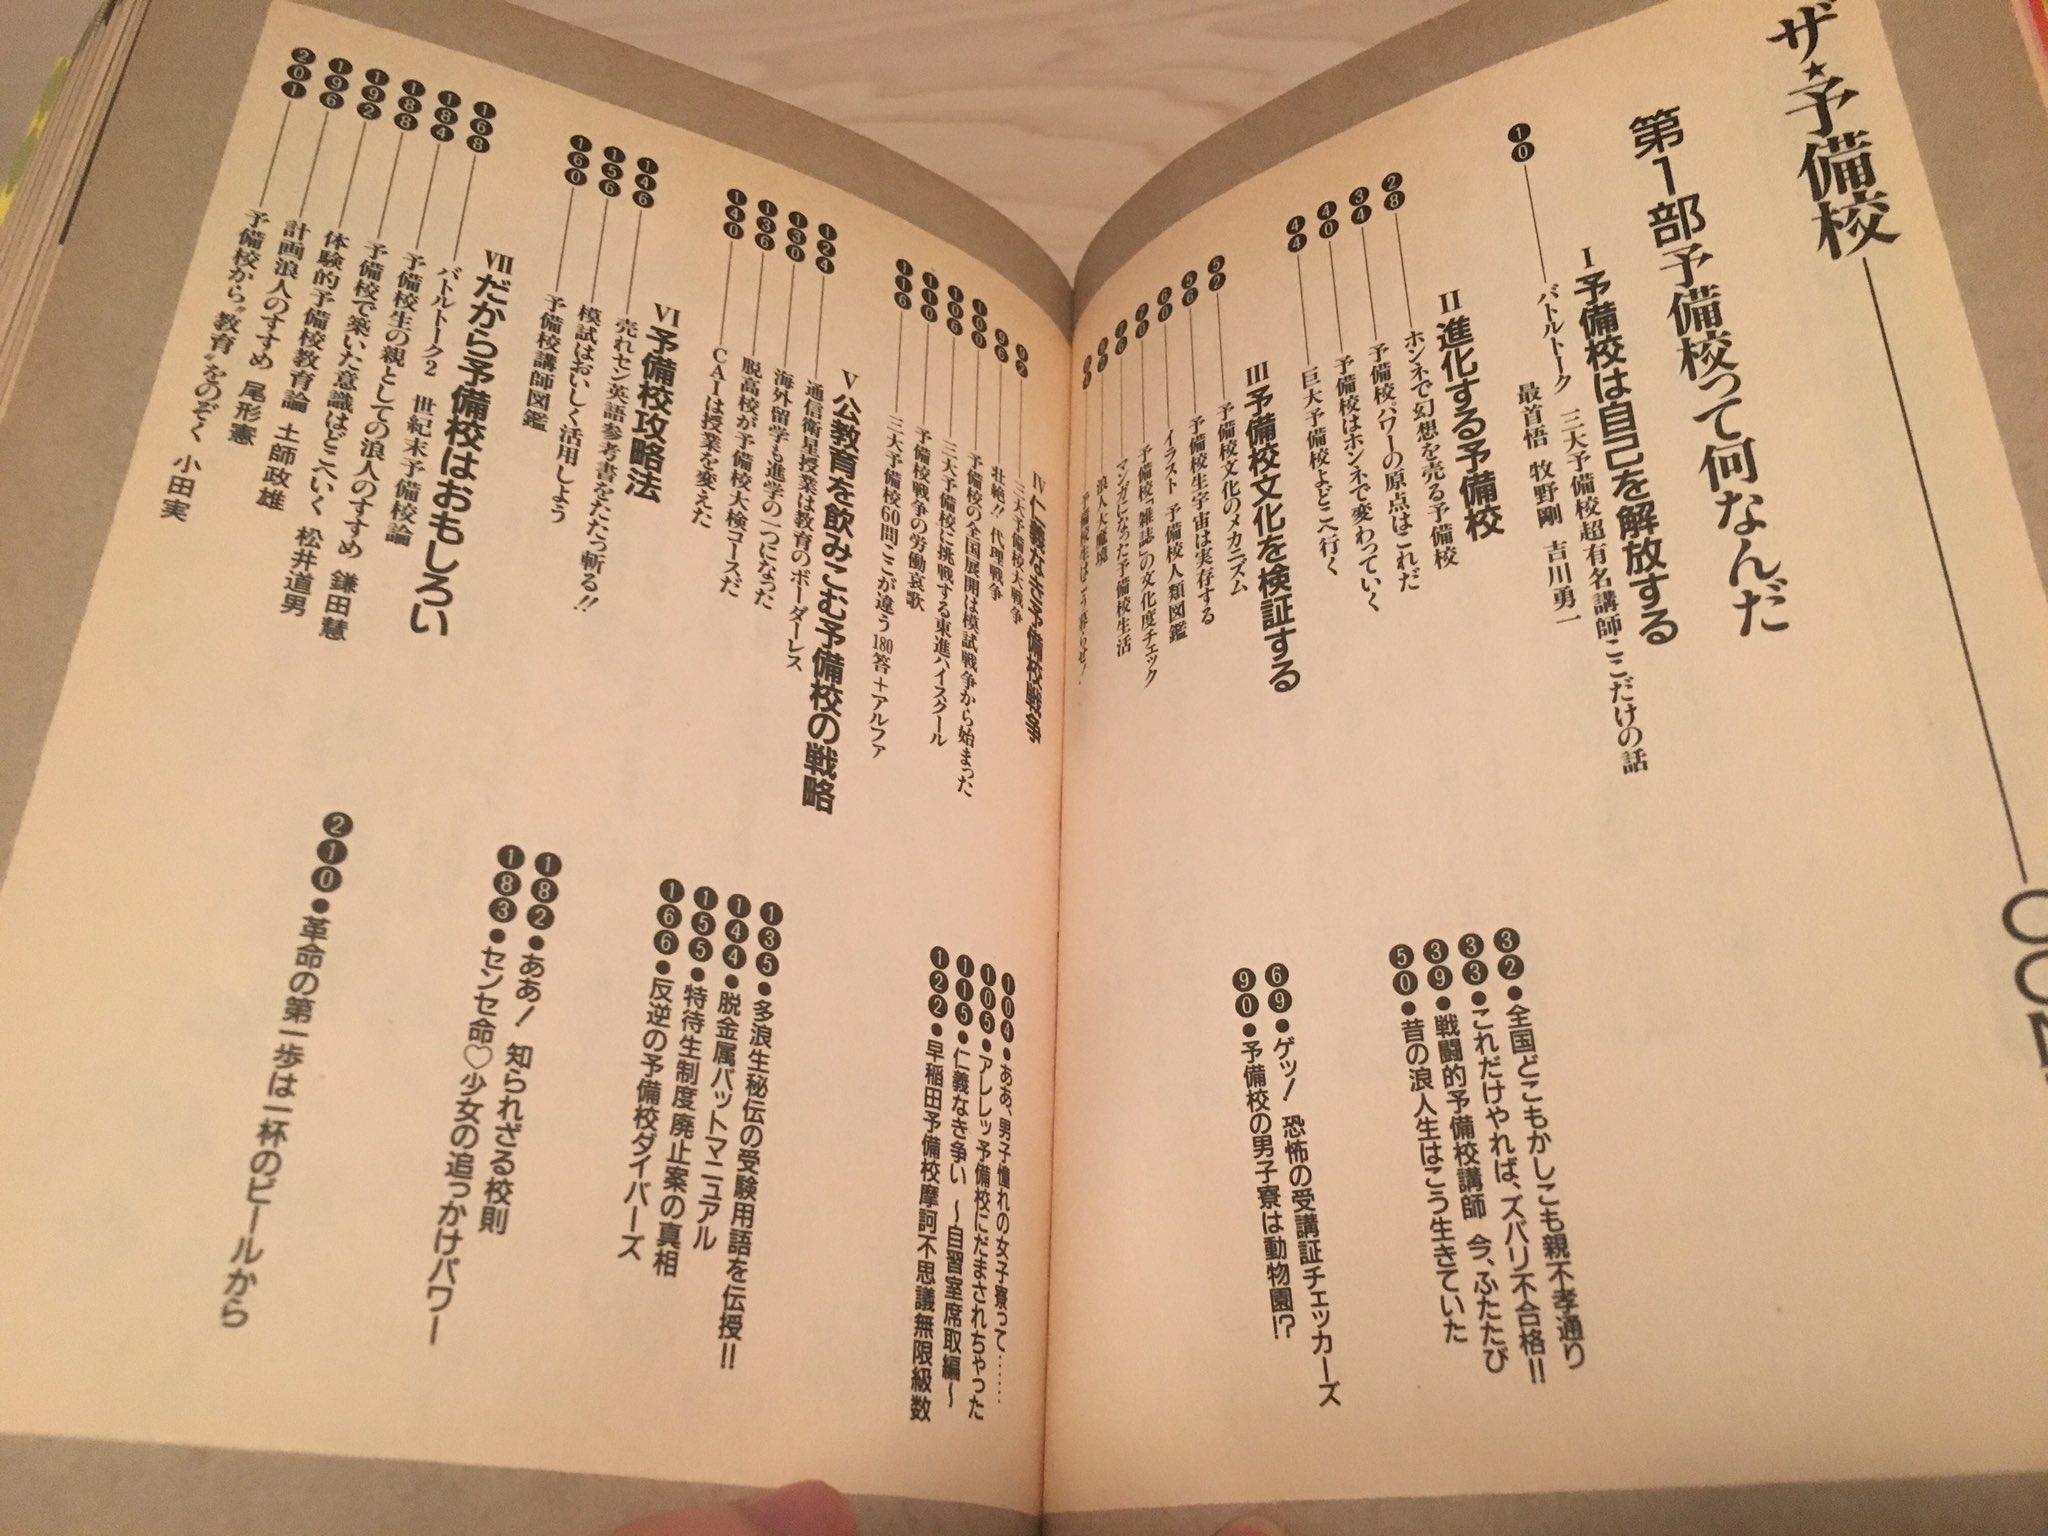 ザ★予備校
第1部 予備校って何なんだ
I 予備校は自己を解放する
10 バトルトーク 三大予備校超有名講師ここだけの話
最首悟 牧野剛 吉川勇一
II 進化する予備校
28 ホンネで幻想を売る予備校
34 予備校パワーの原点はこれだ
40 予備校はホンネで変わっていく
44 巨大予備校よどこへ行く
32●全国どこもかしこも親不孝通り
33●これだけやれば、ズバリ不合格!!
39●戦闘的予備校講師 今、ふたたび
50●昔の浪人生はこう生きていた
III 予備校文化を検証する
52 予備校文化のメカニズム
56 予備校生宇宙は実存する
60 イラスト 予備校人類図鑑
70 予備校「雑誌」の文化度チェック
76 マンガになった予備校生活
浪人大魔境
69●ゲッ! 恐怖の受講証チェッカーズ
90●予備校の男子寮は動物園!?
IV 仁義なき予備校戦争
92 三大予備校大戦争
96 壮絶!! 代理戦争
100 予備校の全国展開は模試戦争から始まった
106 三大予備校に挑戦する東進ハイスクール
110 予備校戦争の労働哀歌
116 三大予備校60問ここが違う180答+アルファ
104●ああ、男子憧れの女子寮って……
105●アレレッ予備校にだまされちゃった
115●仁義なき争い 〜自習室席取編〜
122●早稲田予備校摩訶不思議無限級数
V 公教育を飲みこむ予備校の戦略
124 通信衛星授業は教育のボーダーレス
130 海外留学も進学の一つになった
136 脱高校が予備校大検コースだ
140 CAIは授業を変えた
135●多浪生秘伝の受験用語を伝授!!
144●脱金属バットマニュアル
155●特待生制度廃止案の真相
166●反逆の予備校ダイバーズ
VI 予備校攻略法
146 売れセン英語参考書をたたっ斬る!!
156 模試はおいしく活用しよう
160 予備校講師図鑑
VII だから予備校はおもしろい
168 バトルトーク2 世紀末予備校論
184 予備校生の親としての浪人のすすめ 鎌田慧
188 予備校で築いた意識はどこへいく 松井道男
192 体験的予備校教育論 土師政雄
196 計画浪人のすすめ 尾形憲
201 予備校から〝教育〟をのぞく 小田実
182●ああ! 知られざる校則
183●センセ命♡少女の追っかけパワー
210●革命の第一歩は一杯のビールから